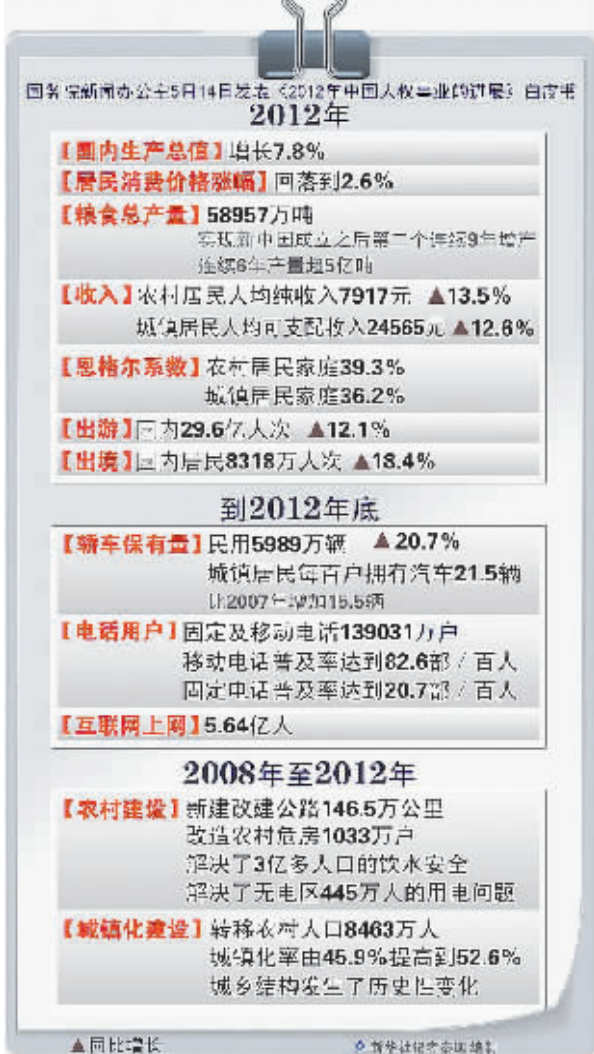 国务院新闻办公室5月14日发表《2012年中国人权事业的进展》白皮书
2012年
【国内生产总值】增长7.8%
【居民消费价格涨幅】回落到2.6%
【粮食总产量】58957万吨
实现新中国成立之后第二个连续9年增产
连续6年产量超5亿吨
【收入】农村居民人均纯收入7917元 ▲13.5%
城镇居民人均可支配收入24565元 ▲12.6%
【恩格尔系数】农村居民家庭39.3%
城镇居民家庭36.2%
【出游】国内29.6亿人次 ▲12.1%
【出境】国内居民8318万人次 ▲18.4%
到2012年底
【轿车保有量】民用5989万辆 ▲20.7%
城镇居民每百户拥有汽车21.5辆
比2007年增加15.5辆
【电话用户】固定及移动电话139031万户
移动电话普及率达到82.6部／百人
固定电话普及率达到20.7部／百人
【互联网上网】5.64亿人
2008年至2012年
【农村建设】新建改建公路146.5万公里
改造农村危房1033万户
解决了3亿多人口的饮水安全
解决了无电区445万人的用电问题
【城镇化建设】转移农村人口8463万人
城镇化率由45.9%提高到52.6%
城乡结构发生了历史性变化
▲同比增长
新华社记者 编制